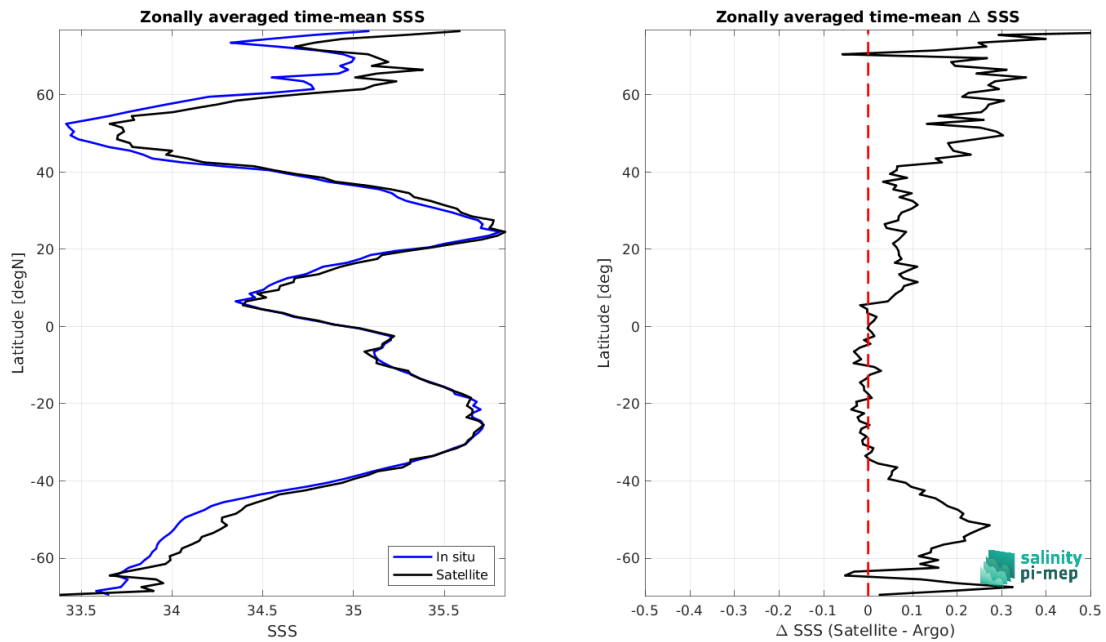 Zonally averaged time-mean SSS
Latitude [degN]
60
40
20
0
-20
-40
-60
33.5 34 34.5 35 35.5
SSS
In situ
Satellite
Zonally averaged time-mean Δ SSS
Latitude [deg]
60
40
20
0
-20
-40
-60
-0.5 -0.4 -0.3 -0.2 -0.1 0 0.1 0.2 0.3 0.4 0.5
Δ SSS (Satellite - Argo)
salinity
pi-mep